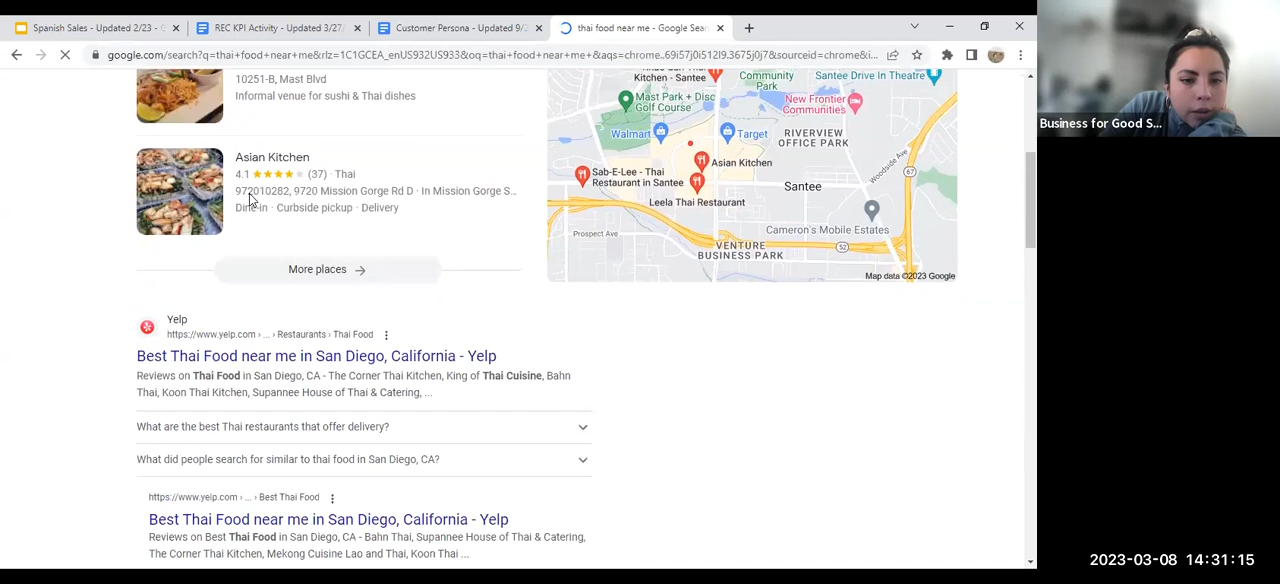 Spanish Sales - Updated 2/23 - G
REC KPI Activity - Updated 3/27/
Customer Persona - Updated 9/2
thai food near me - Google Sear
google.com/search?q=thai+food+near+me+&rlz=1C1GCEA_enUS932US933&oq=thai+food+near+me+&aqs=chrome..69i57j0i512l9.3675j0j7&sourceid=chrome&i...
10251-B, Mast Blvd
Informal venue for sushi & Thai dishes
Asian Kitchen
4.1 (37) · Thai
972010282, 9720 Mission Gorge Rd D · In Mission Gorge S...
Dine-in · Curbside pickup · Delivery
More places
Kitchen - Santee
Community
Park
Santee Drive In Theatre
Mast Park + Disc
Golf Course
New Frontier
Communities
Walmart
Target
RIVERVIEW
OFFICE PARK
Woodside Ave
67
Asian Kitchen
Sab-E-Lee - Thai
Restaurant in Santee
Santee
Leela Thai Restaurant
Cameron's Mobile Estates
Prospect Ave
VENTURE
BUSINESS PARK
52
Map data ©2023 Google
Yelp
https://www.yelp.com › ... › Restaurants › Thai Food
Best Thai Food near me in San Diego, California - Yelp
Reviews on Thai Food in San Diego, CA - The Corner Thai Kitchen, King of Thai Cuisine, Bahn
Thai, Koon Thai Kitchen, Supannee House of Thai & Catering, ...
What are the best Thai restaurants that offer delivery?
What did people search for similar to thai food in San Diego, CA?
https://www.yelp.com › ... › Best Thai Food
Best Thai Food near me in San Diego, California - Yelp
Reviews on Best Thai Food in San Diego, CA - Bahn Thai, Supannee House of Thai & Catering,
The Corner Thai Kitchen, Mekong Cuisine Lao and Thai, Koon Thai ...
Business for Good S...
2023-03-08 14:31:15